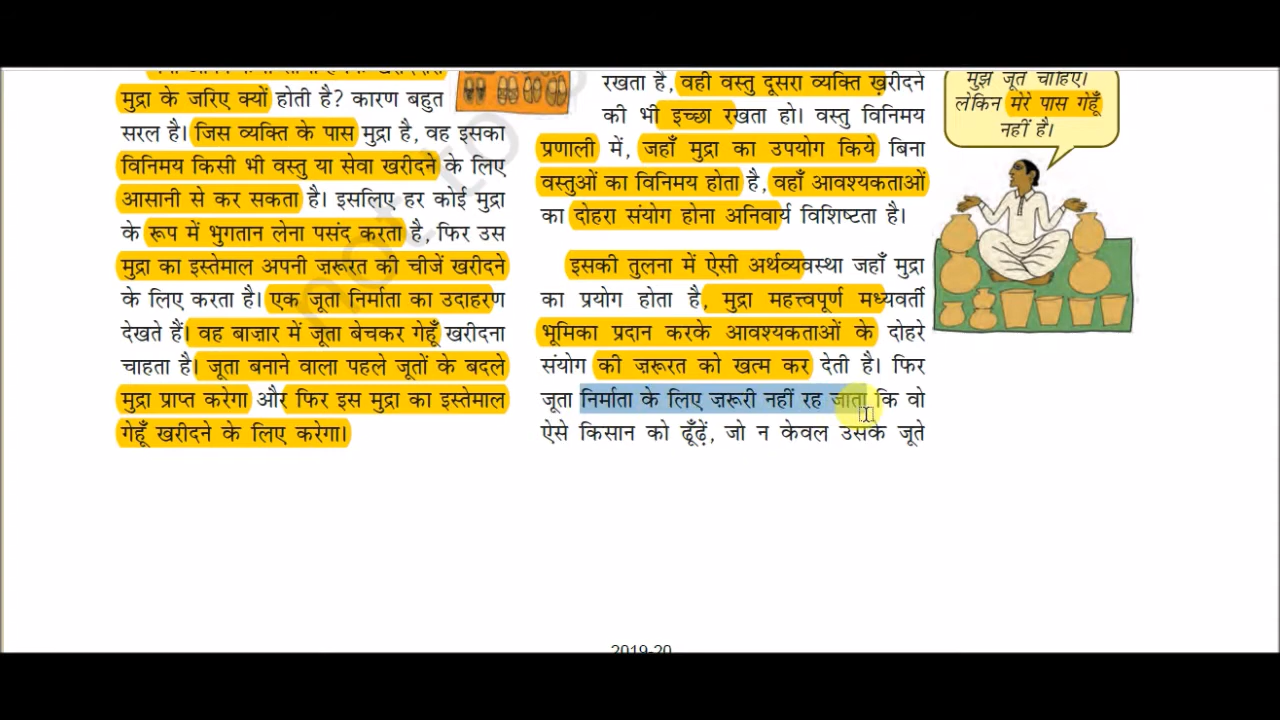 मुद्रा के जरिए क्यों होती है? कारण बहुत
सरल है। जिस व्यक्ति के पास मुद्रा है, वह इसका
विनिमय किसी भी वस्तु या सेवा खरीदने के लिए
आसानी से कर सकता है। इसलिए हर कोई मुद्रा
के रूप में भुगतान लेना पसंद करता है, फिर उस
मुद्रा का इस्तेमाल अपनी ज़रूरत की चीजें खरीदने
के लिए करता है। एक जूता निर्माता का उदाहरण
देखते हैं। वह बाज़ार में जूता बेचकर गेहूँ खरीदना
चाहता है। जूता बनाने वाला पहले जूतों के बदले
मुद्रा प्राप्त करेगा और फिर इस मुद्रा का इस्तेमाल
गेहूँ खरीदने के लिए करेगा।
रखता है, वही वस्तु दूसरा व्यक्ति ख़रीदने
की भी इच्छा रखता हो। वस्तु विनिमय
प्रणाली में, जहाँ मुद्रा का उपयोग किये बिना
वस्तुओं का विनिमय होता है, वहाँ आवश्यकताओं
का दोहरा संयोग होना अनिवार्य विशिष्टता है।
इसकी तुलना में ऐसी अर्थव्यवस्था जहाँ मुद्रा
का प्रयोग होता है, मुद्रा महत्त्वपूर्ण मध्यवर्ती
भूमिका प्रदान करके आवश्यकताओं के दोहरे
संयोग की ज़रूरत को खत्म कर देती है। फिर
जूता निर्माता के लिए ज़रूरी नहीं रह जाता कि वो
ऐसे किसान को ढूँढ़ें, जो न केवल उसके जूते
मुझे जूते चाहिए।
लेकिन मेरे पास गेहूँ
नहीं है।
not to
2019-20